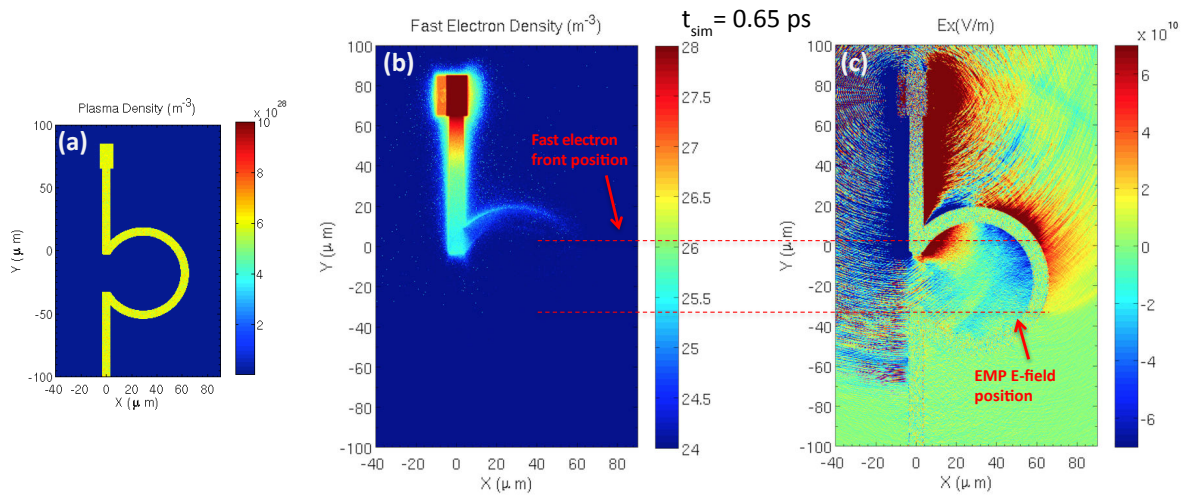 t_sim = 0.65 ps
Plasma Density (m⁻³)
x 10²⁸
(a)
100
50
0
-50
-100
Y (μ m)
-40 -20 0 20 40 60 80
X (μ m)
10
8
6
4
2
Fast Electron Density (m⁻³)
(b)
Fast electron
front position
100
80
60
40
20
0
-20
-40
-60
-80
-100
Y (μ m)
-40 -20 0 20 40 60 80
X (μ m)
28
27.5
27
26.5
26
25.5
25
24.5
24
Ex(V/m)
x 10¹⁰
(c)
EMP E-field
position
100
80
60
40
20
0
-20
-40
-60
-80
-100
Y (μ m)
-40 -20 0 20 40 60 80
X (μ m)
6
4
2
0
-2
-4
-6